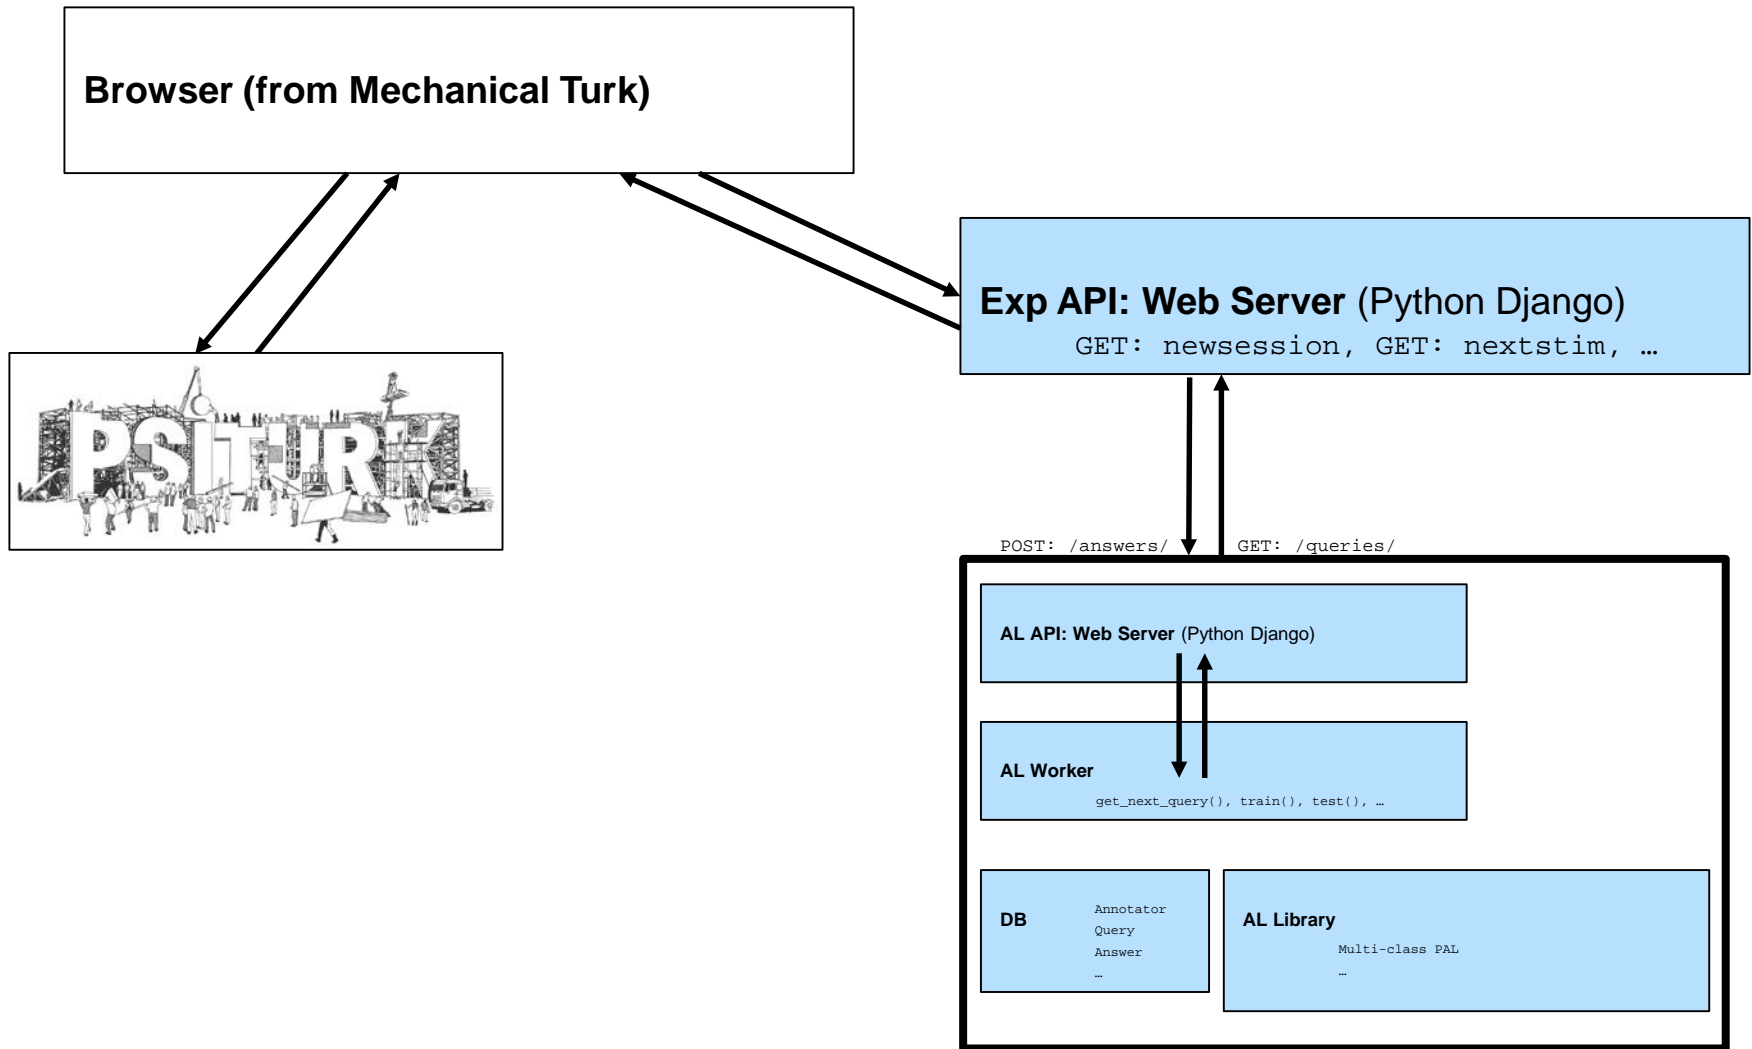 Browser (from Mechanical Turk)
Exp API: Web Server (Python Django)
GET: newsession, GET: nextstim, …
PSiTURK
POST: /answers/
GET: /queries/
AL API: Web Server (Python Django)
AL Worker
get_next_query(), train(), test(), …
DB
Annotator
Query
Answer
…
AL Library
Multi-class PAL
…